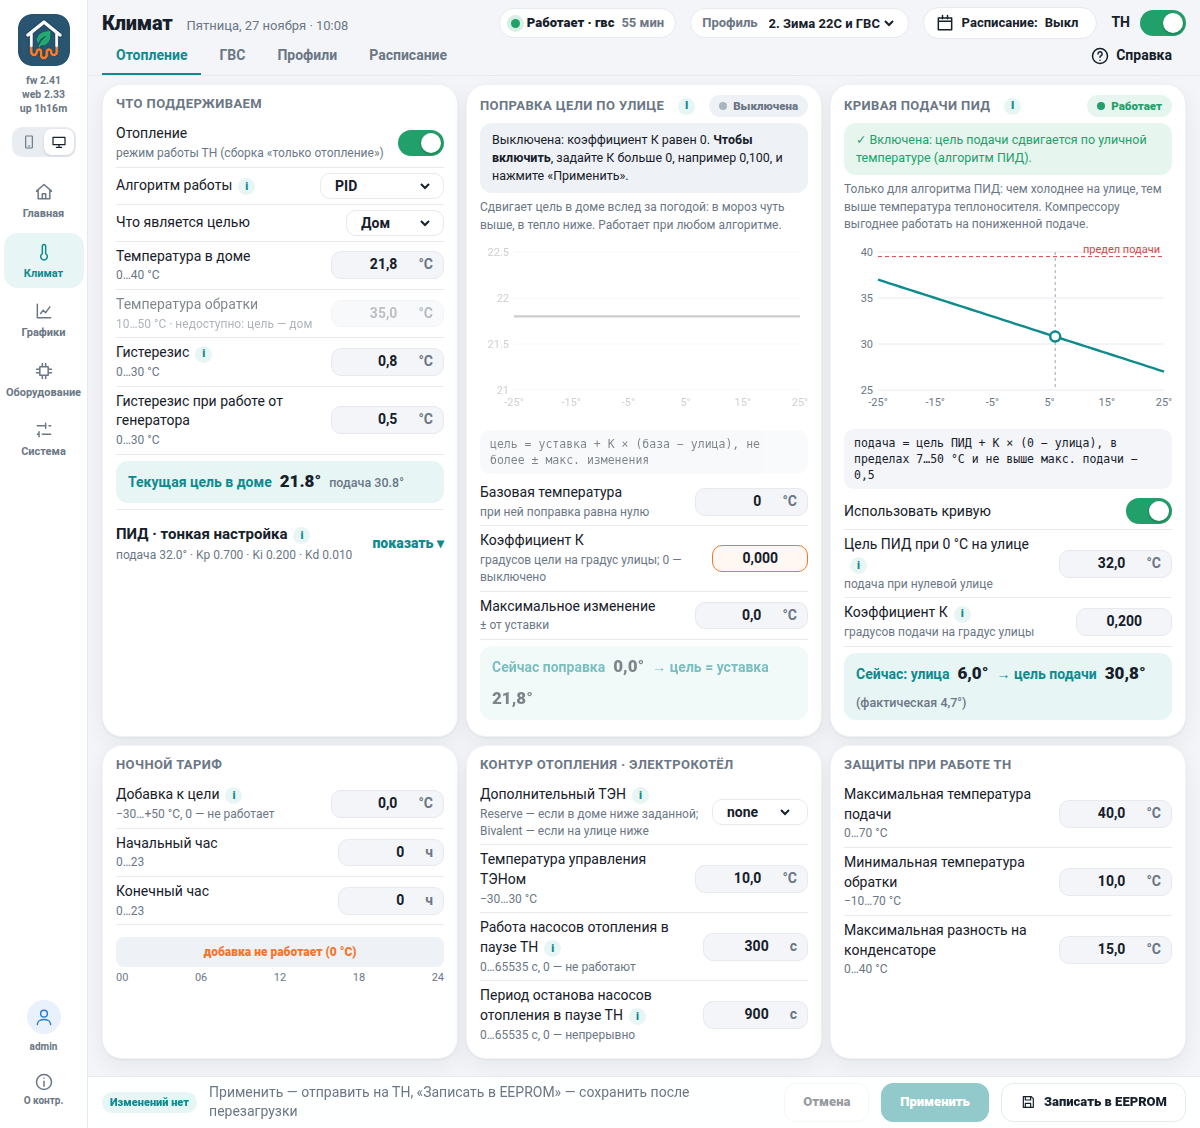 Климат
Пятница, 27 ноября · 10:08
Работает · гвс 55 мин
Профиль 2. Зима 22С и ГВС
Расписание: Выкл
ТН
Отопление
ГВС
Профили
Расписание
Справка
fw 2.41
web 2.33
up 1h16m
Главная
Климат
Графики
Оборудование
Система
admin
О контр.
ЧТО ПОДДЕРЖИВАЕМ
Отопление
режим работы ТН (сборка «только отопление»)
Алгоритм работы i
PID
Что является целью
Дом
Температура в доме
0…40 °C
21,8 °C
Температура обратки
10…50 °C · недоступно: цель — дом
35,0 °C
Гистерезис i
0…30 °C
0,8 °C
Гистерезис при работе от
генератора
0…30 °C
0,5 °C
Текущая цель в доме 21.8° подача 30.8°
ПИД · тонкая настройка i
подача 32.0° · Kp 0.700 · Ki 0.200 · Kd 0.010
показать ▾
ПОПРАВКА ЦЕЛИ ПО УЛИЦЕ i
Выключена
Выключена: коэффициент К равен 0. Чтобы
включить, задайте К больше 0, например 0,100, и
нажмите «Применить».
Сдвигает цель в доме вслед за погодой: в мороз чуть
выше, в тепло ниже. Работает при любом алгоритме.
22.5
22
21.5
21
-25° -15° -5° 5° 15° 25°
цель = уставка + К × (база − улица), не
более ± макс. изменения
Базовая температура
при ней поправка равна нулю
0 °C
Коэффициент К
градусов цели на градус улицы; 0 —
выключено
0,000
Максимальное изменение
± от уставки
0,0 °C
Сейчас поправка 0,0° → цель = уставка
21,8°
КРИВАЯ ПОДАЧИ ПИД i
Работает
✓ Включена: цель подачи сдвигается по уличной
температуре (алгоритм ПИД).
Только для алгоритма ПИД: чем холоднее на улице, тем
выше температура теплоносителя. Компрессору
выгоднее работать на пониженной подаче.
предел подачи
40
35
30
25
-25° -15° -5° 5° 15° 25°
подача = цель ПИД + К × (0 − улица), в
пределах 7…50 °C и не выше макс. подачи −
0,5
Использовать кривую
Цель ПИД при 0 °C на улице
i
подача при нулевой улице
32,0 °C
Коэффициент К i
градусов подачи на градус улицы
0,200
Сейчас: улица 6,0° → цель подачи 30,8°
(фактическая 4,7°)
НОЧНОЙ ТАРИФ
Добавка к цели i
−30…+50 °C, 0 — не работает
0,0 °C
Начальный час
0…23
0 ч
Конечный час
0…23
0 ч
добавка не работает (0 °C)
00 06 12 18 24
КОНТУР ОТОПЛЕНИЯ · ЭЛЕКТРОКОТЁЛ
Дополнительный ТЭН i
Reserve — если в доме ниже заданной;
Bivalent — если на улице ниже
none
Температура управления
ТЭНом
−30…30 °C
10,0 °C
Работа насосов отопления в
паузе ТН i
0…65535 с, 0 — не работают
300 с
Период останова насосов
отопления в паузе ТН i
0…65535 с, 0 — непрерывно
900 с
ЗАЩИТЫ ПРИ РАБОТЕ ТН
Максимальная температура
подачи
0…70 °C
40,0 °C
Минимальная температура
обратки
−10…70 °C
10,0 °C
Максимальная разность на
конденсаторе
0…40 °C
15,0 °C
Изменений нет
Применить — отправить на ТН, «Записать в EEPROM» — сохранить после
перезагрузки
Отмена
Применить
Записать в EEPROM